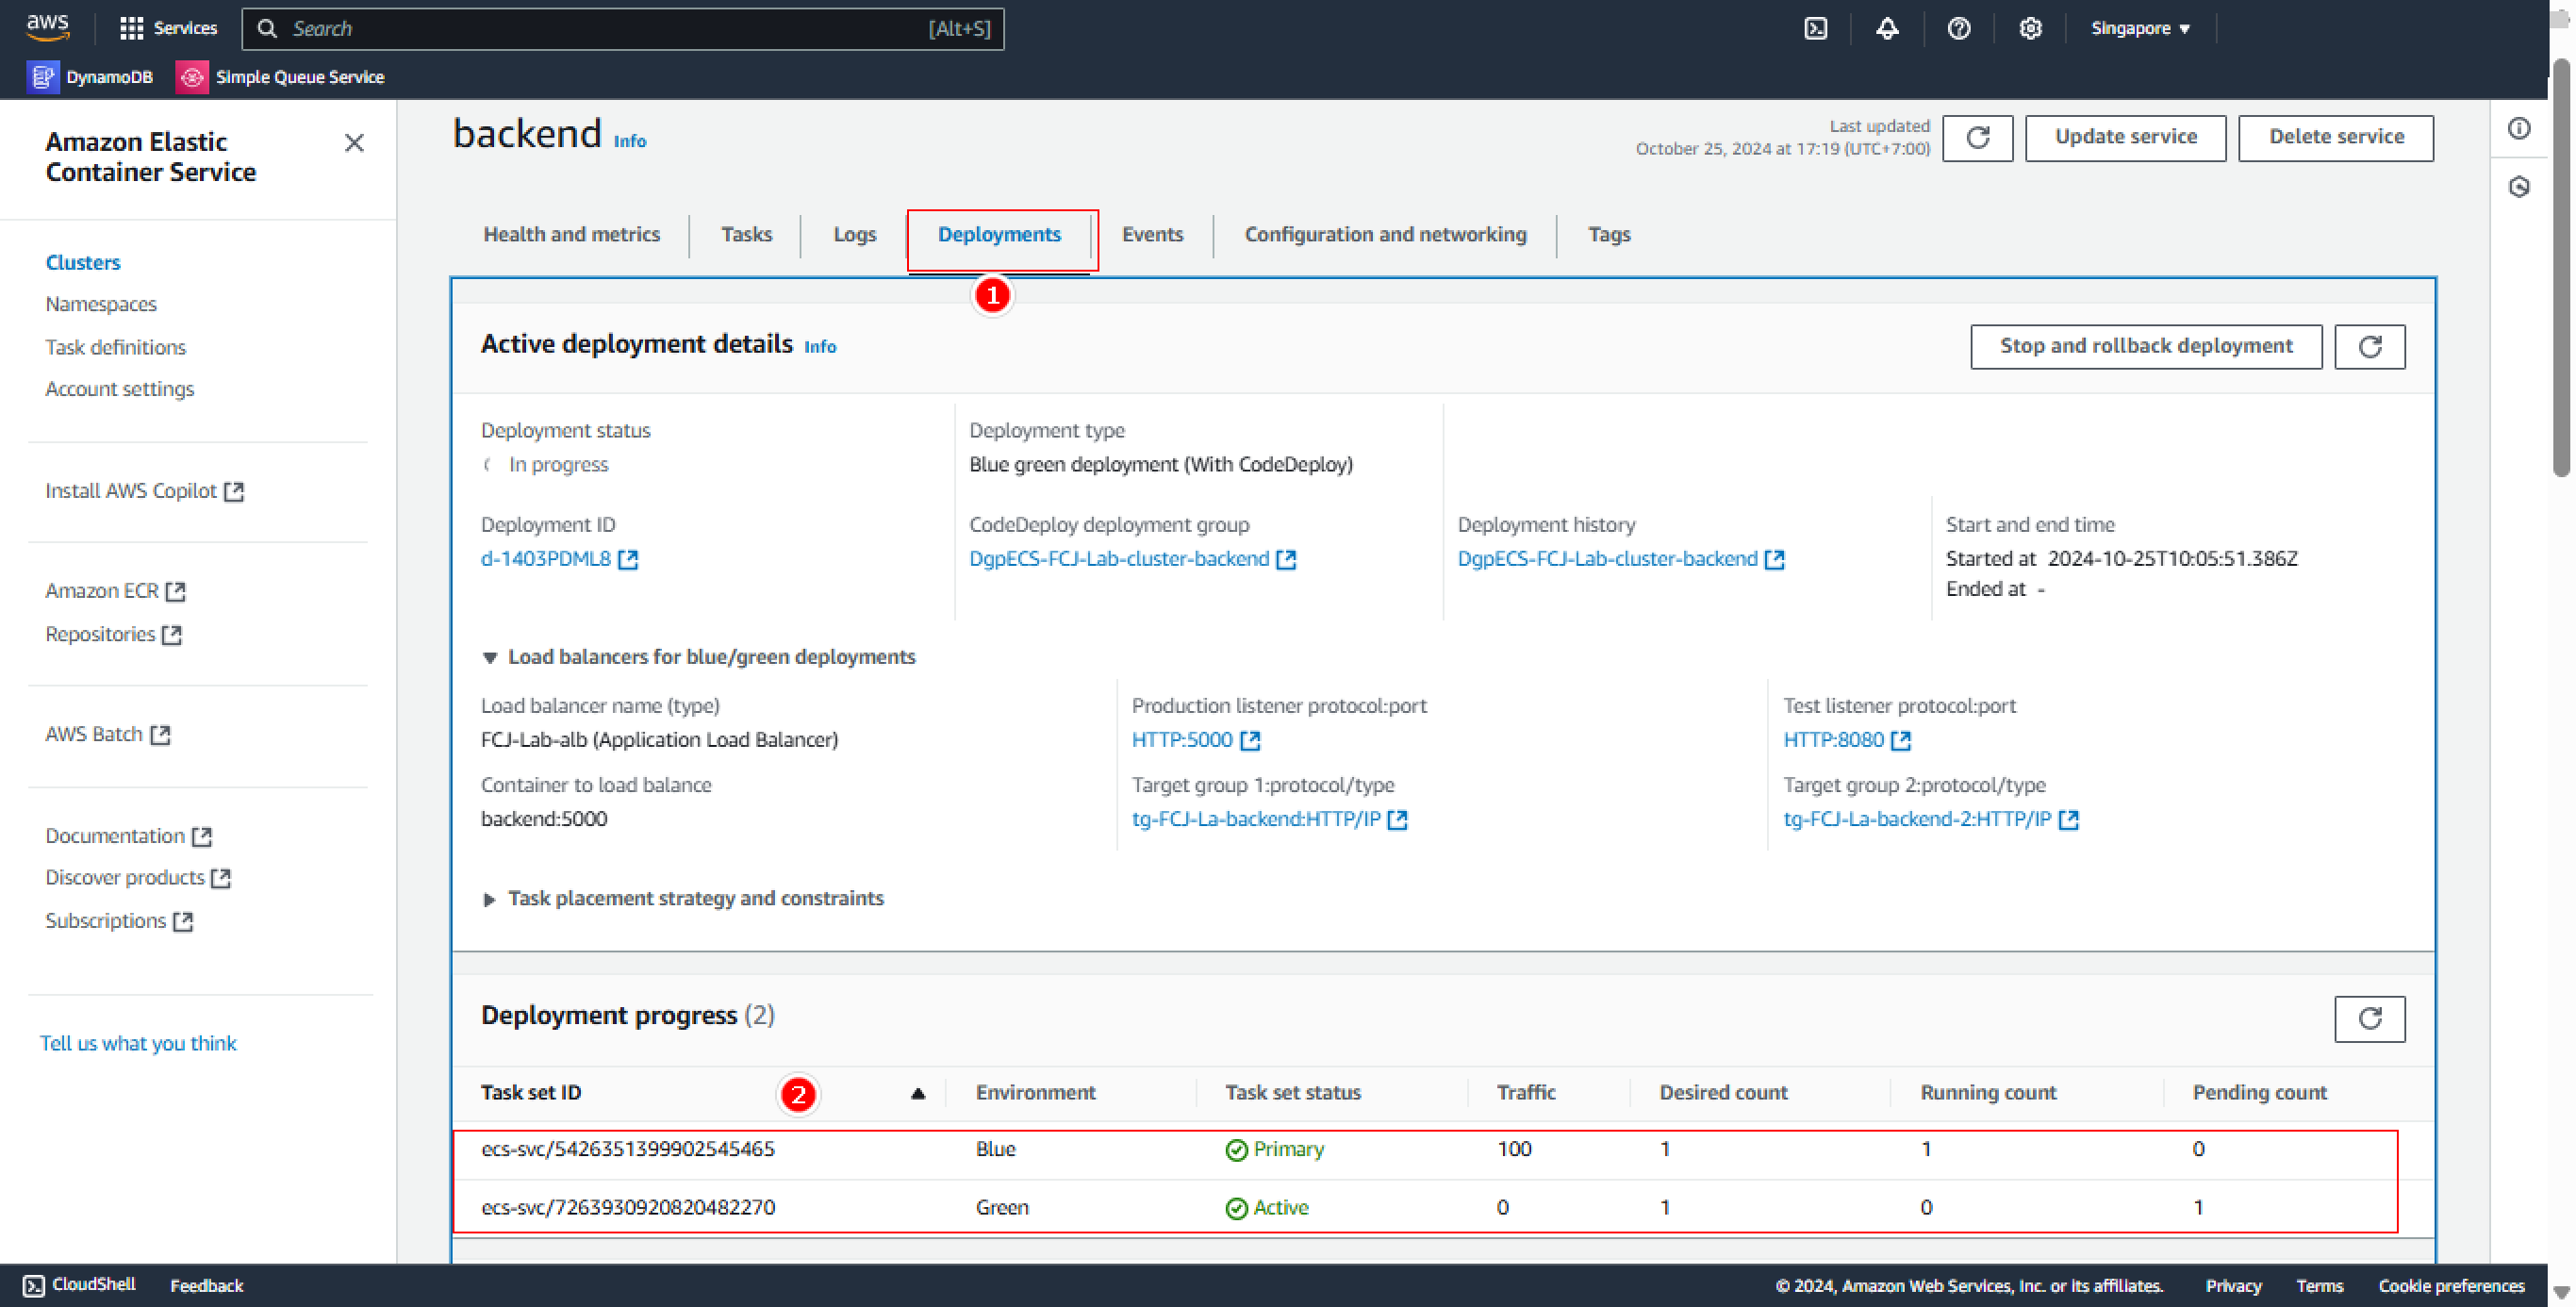 aws
Services
Search
[Alt+S]
Singapore ▼
DynamoDB
Simple Queue Service
Amazon Elastic
Container Service
Clusters
Namespaces
Task definitions
Account settings
Install AWS Copilot
Amazon ECR
Repositories
AWS Batch
Documentation
Discover products
Subscriptions
Tell us what you think
backend Info
Last updated
October 25, 2024 at 17:19 (UTC+7:00)
Update service
Delete service
Health and metrics
Tasks
Logs
Deployments
Events
Configuration and networking
Tags
1
Active deployment details Info
Stop and rollback deployment
Deployment status
In progress
Deployment type
Blue green deployment (With CodeDeploy)
Deployment ID
d-1403PDML8
CodeDeploy deployment group
DgpECS-FCJ-Lab-cluster-backend
Deployment history
DgpECS-FCJ-Lab-cluster-backend
Start and end time
Started at 2024-10-25T10:05:51.386Z
Ended at -
▼ Load balancers for blue/green deployments
Load balancer name (type)
FCJ-Lab-alb (Application Load Balancer)
Production listener protocol:port
HTTP:5000
Test listener protocol:port
HTTP:8080
Container to load balance
backend:5000
Target group 1:protocol/type
tg-FCJ-La-backend:HTTP/IP
Target group 2:protocol/type
tg-FCJ-La-backend-2:HTTP/IP
▶ Task placement strategy and constraints
Deployment progress (2)
Task set ID 2 ▲ Environment Task set status Traffic Desired count Running count Pending count
ecs-svc/5426351399902545465 Blue Primary 100 1 1 0
ecs-svc/7263930920820482270 Green Active 0 1 0 1
CloudShell
Feedback
© 2024, Amazon Web Services, Inc. or its affiliates.
Privacy
Terms
Cookie preferences